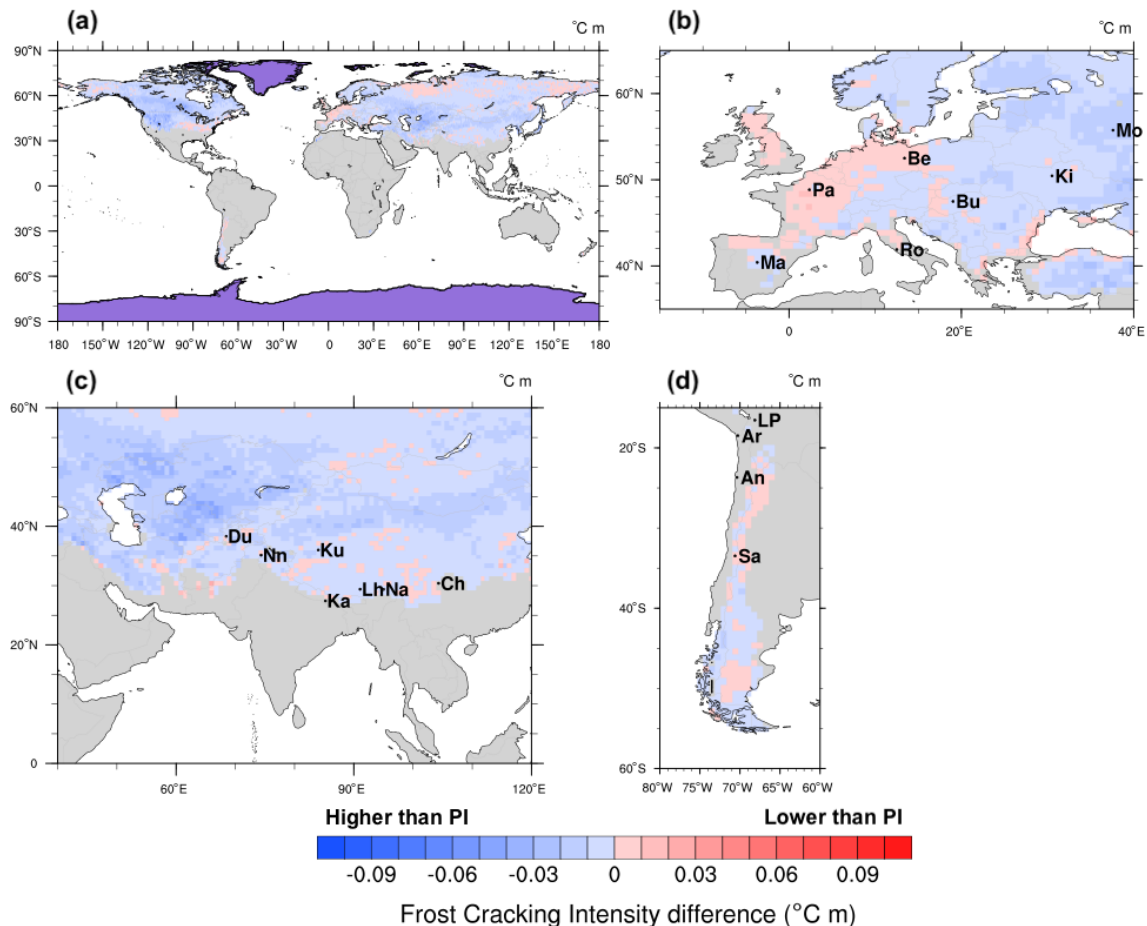 (a)
°C m
90°N
60°N
30°N
0
30°S
60°S
90°S
180 150°W 120°W 90°W 60°W 30°W 0 30°E 60°E 90°E 120°E 150°E 180
(b)
°C m
60°N
50°N
40°N
0 20°E 40°E
Mo
Be
Ki
Pa
Bu
Ro
Ma
(c)
°C m
60°N
40°N
20°N
0
60°E 90°E 120°E
Du
Nn
Ku
Lh Na
Ch
Ka
(d)
°C m
20°S
40°S
60°S
80°W 75°W 70°W 65°W 60°W
LP
Ar
An
Sa
Higher than PI Lower than PI
-0.09 -0.06 -0.03 0 0.03 0.06 0.09
Frost Cracking Intensity difference (°C m)